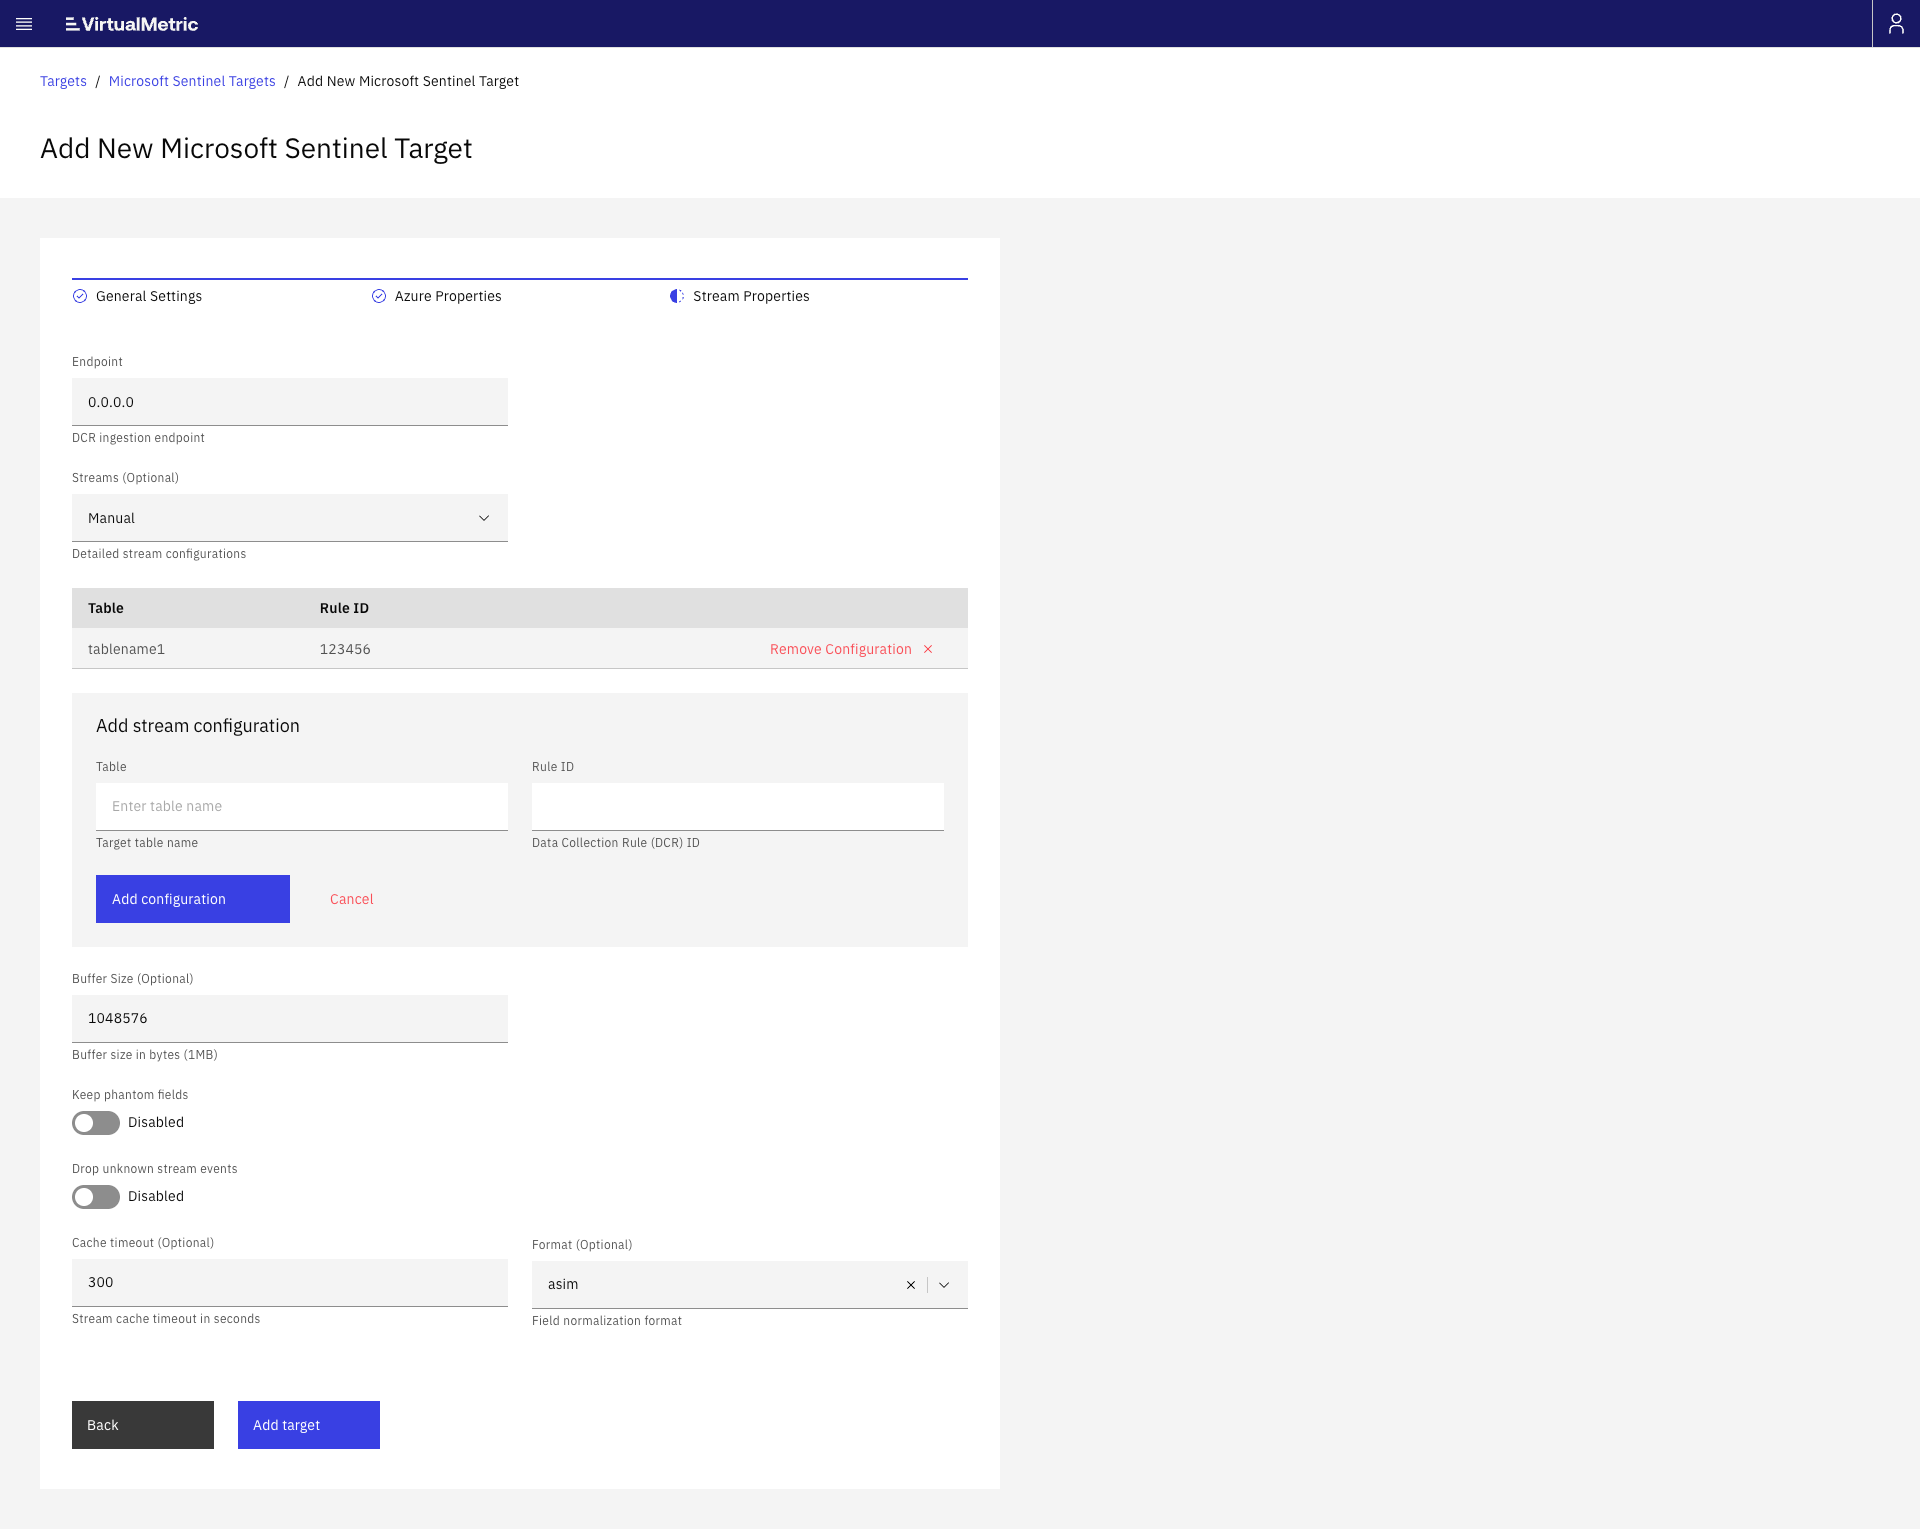 VirtualMetric
Targets / Microsoft Sentinel Targets / Add New Microsoft Sentinel Target
Add New Microsoft Sentinel Target
General Settings
Azure Properties
Stream Properties
Endpoint
0.0.0.0
DCR ingestion endpoint
Streams (Optional)
Manual
Detailed stream configurations
Table Rule ID
tablename1 123456 Remove Configuration
Add stream configuration
Table
Enter table name
Target table name
Rule ID
Data Collection Rule (DCR) ID
Add configuration
Cancel
Buffer Size (Optional)
1048576
Buffer size in bytes (1MB)
Keep phantom fields
Disabled
Drop unknown stream events
Disabled
Cache timeout (Optional)
300
Stream cache timeout in seconds
Format (Optional)
asim
Field normalization format
Back
Add target